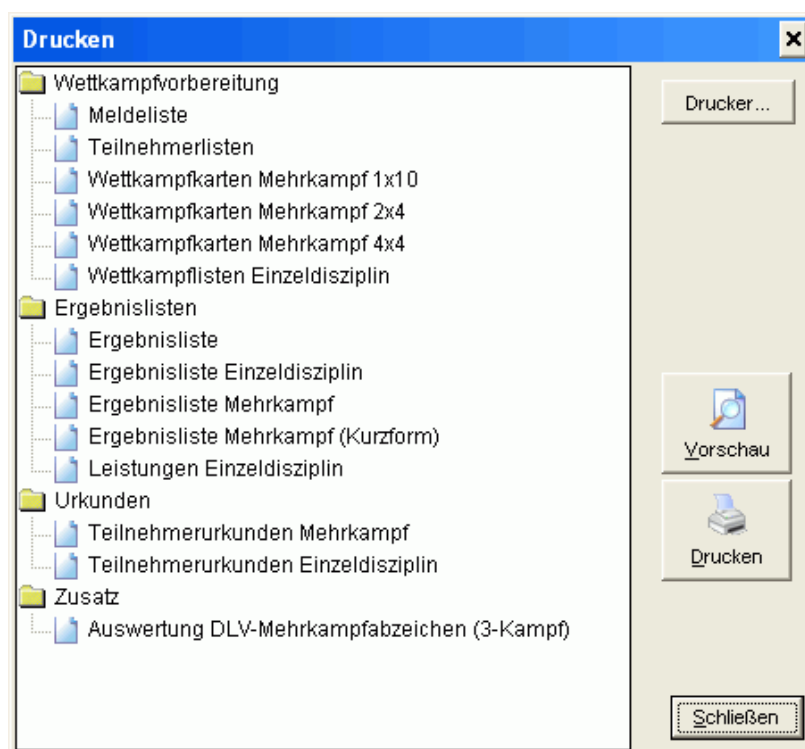 Drucken
Wettkampfvorbereitung
Meldeliste
Teilnehmerlisten
Wettkampfkarten Mehrkampf 1x10
Wettkampfkarten Mehrkampf 2x4
Wettkampfkarten Mehrkampf 4x4
Wettkampflisten Einzeldisziplin
Ergebnislisten
Ergebnisliste
Ergebnisliste Einzeldisziplin
Ergebnisliste Mehrkampf
Ergebnisliste Mehrkampf (Kurzform)
Leistungen Einzeldisziplin
Urkunden
Teilnehmerurkunden Mehrkampf
Teilnehmerurkunden Einzeldisziplin
Zusatz
Auswertung DLV-Mehrkampfabzeichen (3-Kampf)
Drucker...
Vorschau
Drucken
Schließen